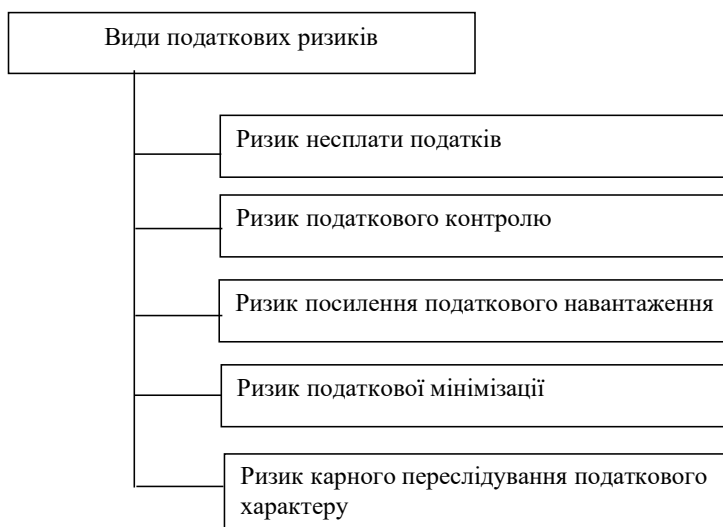 Види податкових ризиків
Ризик несплати податків
Ризик податкового контролю
Ризик посилення податкового навантаження
Ризик податкової мінімізації
Ризик карного переслідування податкового
характеру